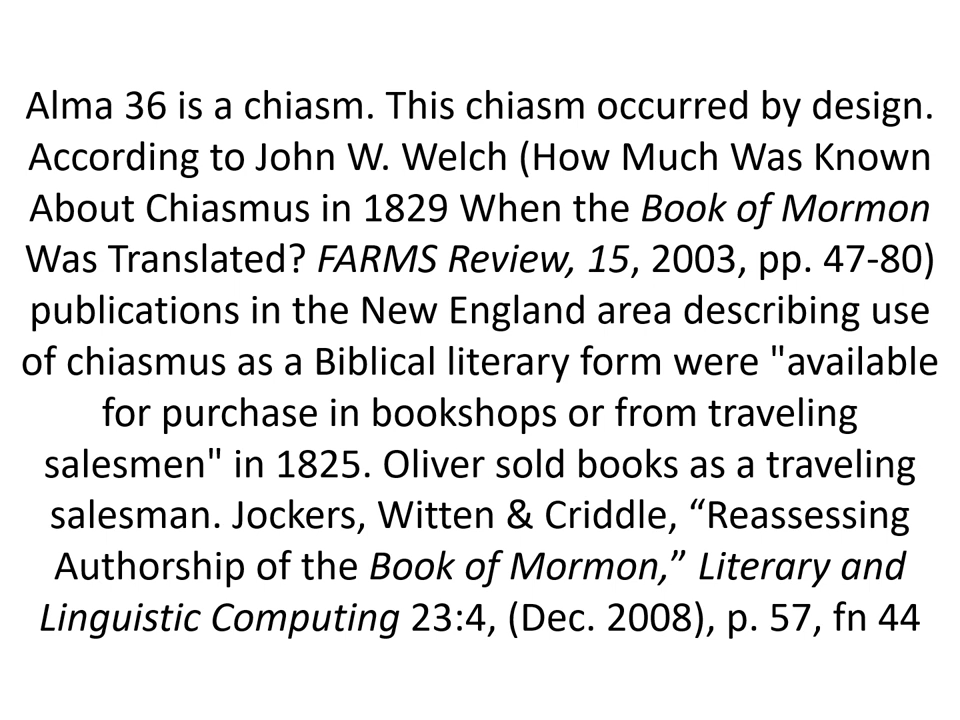 Alma 36 is a chiasm. This chiasm occurred by design.
According to John W. Welch (How Much Was Known
About Chiasmus in 1829 When the Book of Mormon
Was Translated? FARMS Review, 15, 2003, pp. 47-80)
publications in the New England area describing use
of chiasmus as a Biblical literary form were "available
for purchase in bookshops or from traveling
salesmen" in 1825. Oliver sold books as a traveling
salesman. Jockers, Witten & Criddle, “Reassessing
Authorship of the Book of Mormon,” Literary and
Linguistic Computing 23:4, (Dec. 2008), p. 57, fn 44